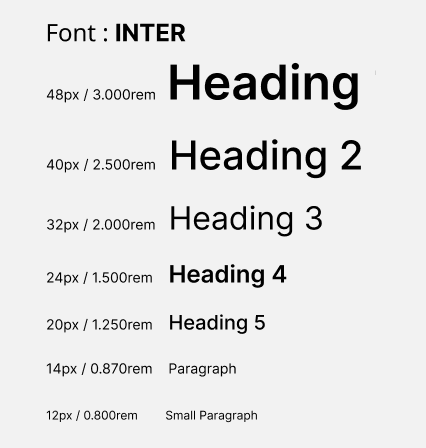 Font : INTER
48px / 3.000rem Heading
40px / 2.500rem Heading 2
32px / 2.000rem Heading 3
24px / 1.500rem Heading 4
20px / 1.250rem Heading 5
14px / 0.870rem Paragraph
12px / 0.800rem Small Paragraph